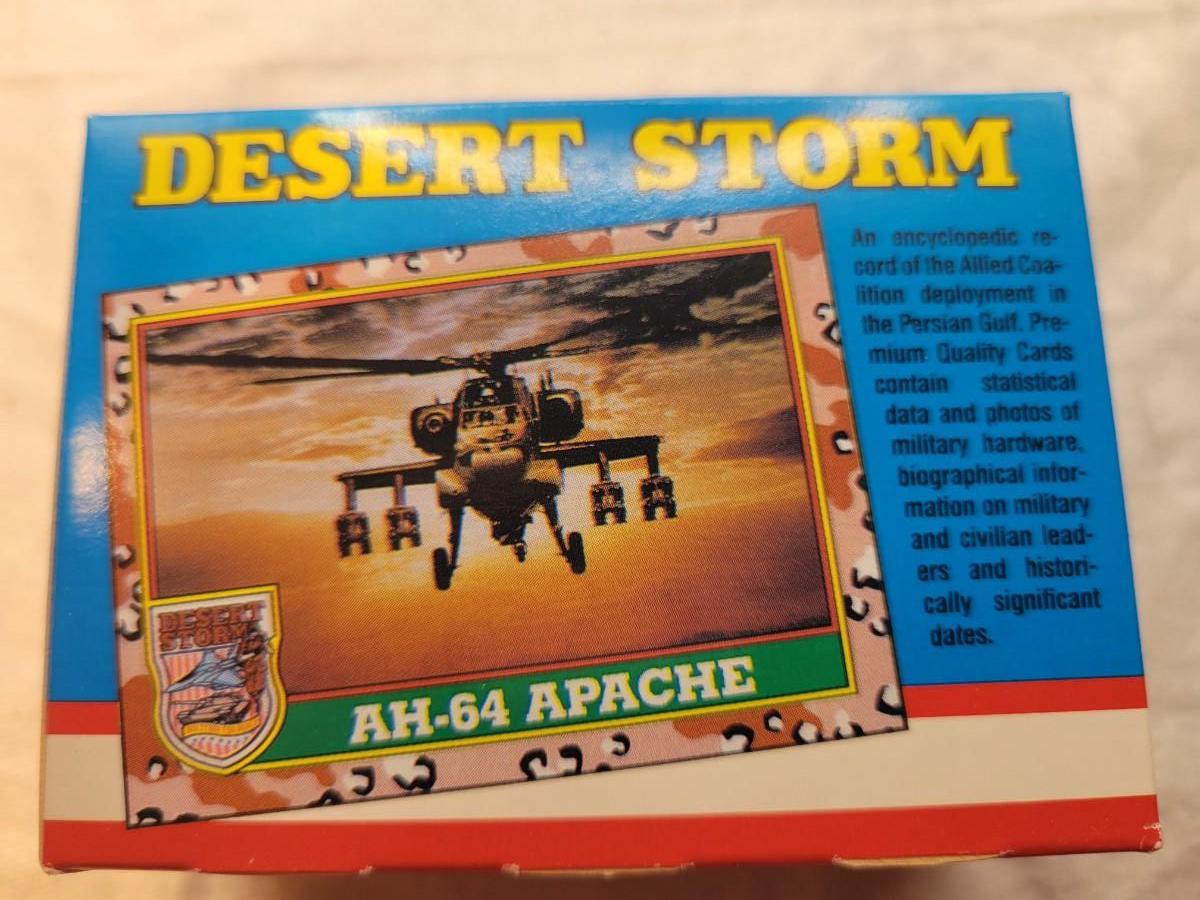 DESERT STORM
An encyclopedic re-
cord of the Allied Coa-
lition deployment in
the Persian Gulf. Pre-
mium Quality Cards
contain statistical
data and photos of
military hardware,
biographical infor-
mation on military
and civilian lead-
ers and histori-
cally significant
dates.
DESERT
STORM
AH-64 APACHE